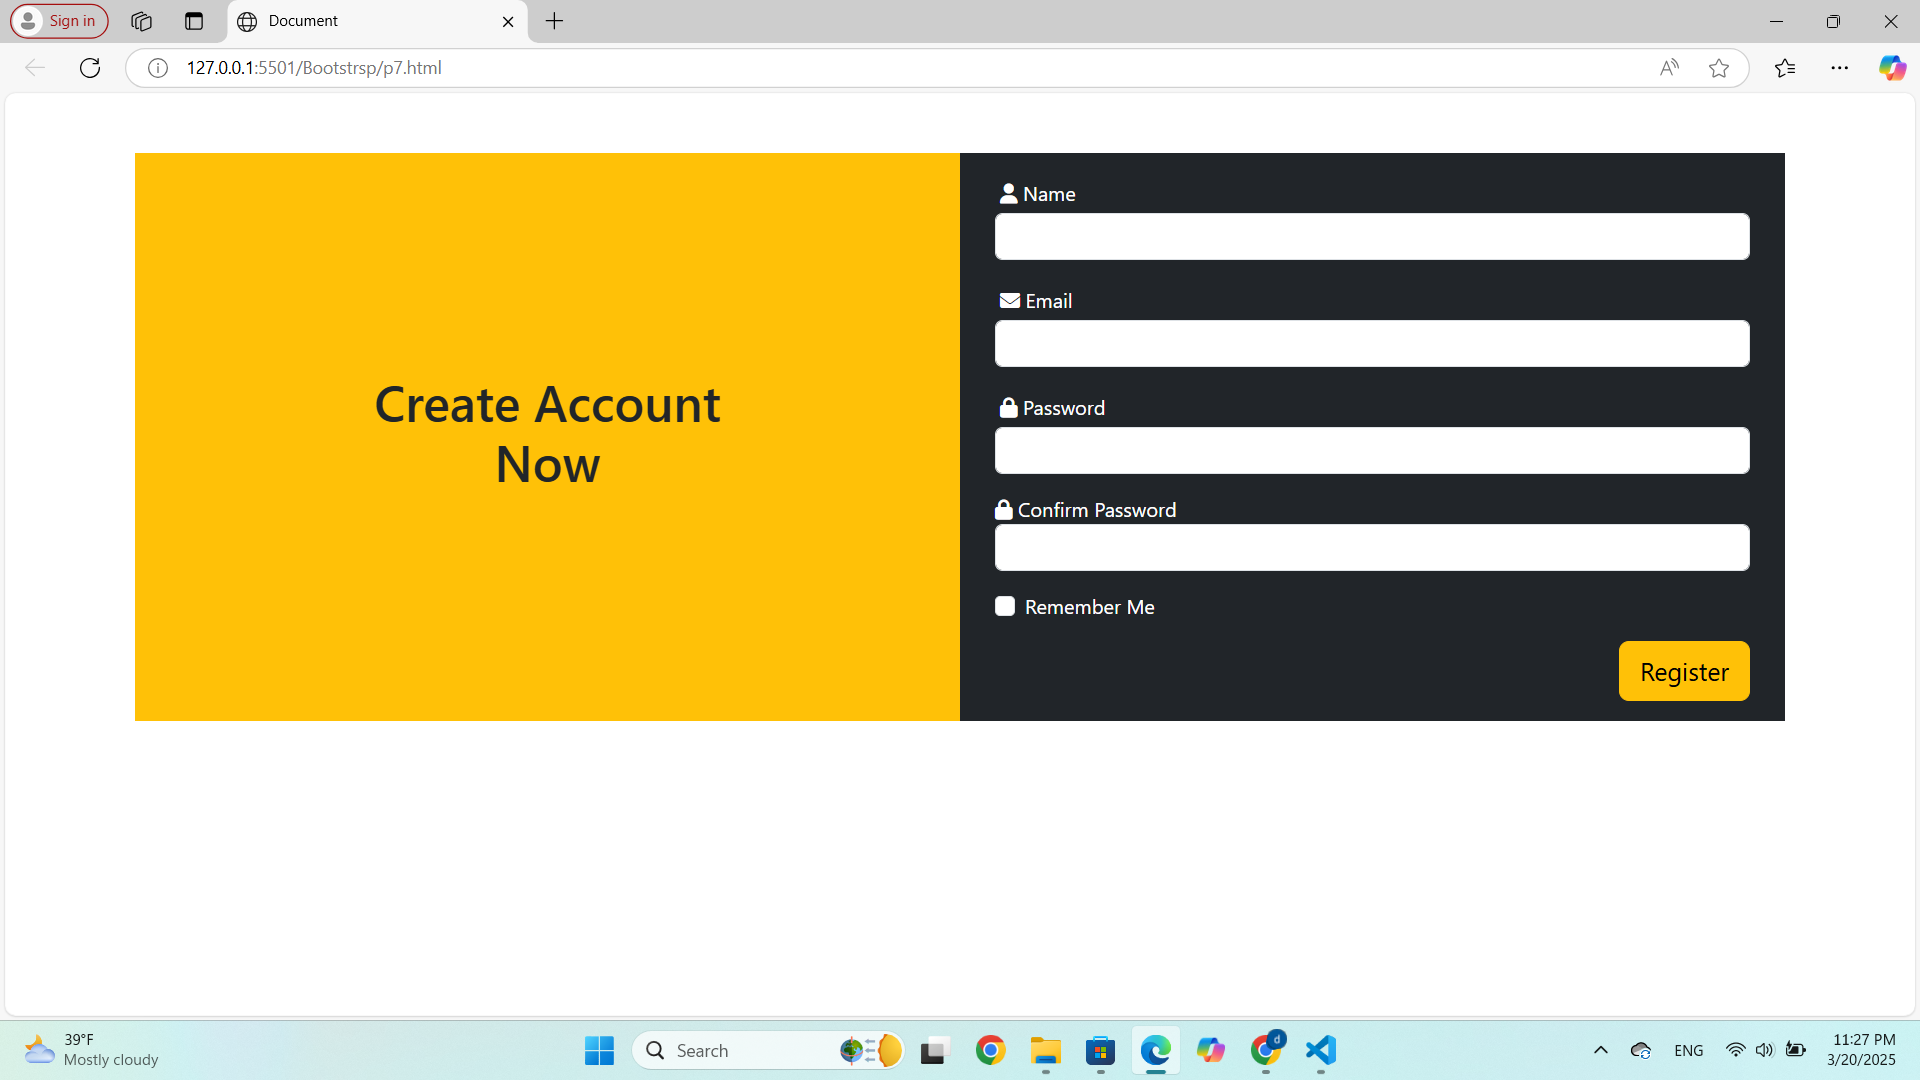 Sign in
Document
127.0.0.1:5501/Bootstrsp/p7.html
Create Account
Now
Name
Email
Password
Confirm Password
Remember Me
Register
39°F
Mostly cloudy
Search
d
ENG
11:27 PM
3/20/2025